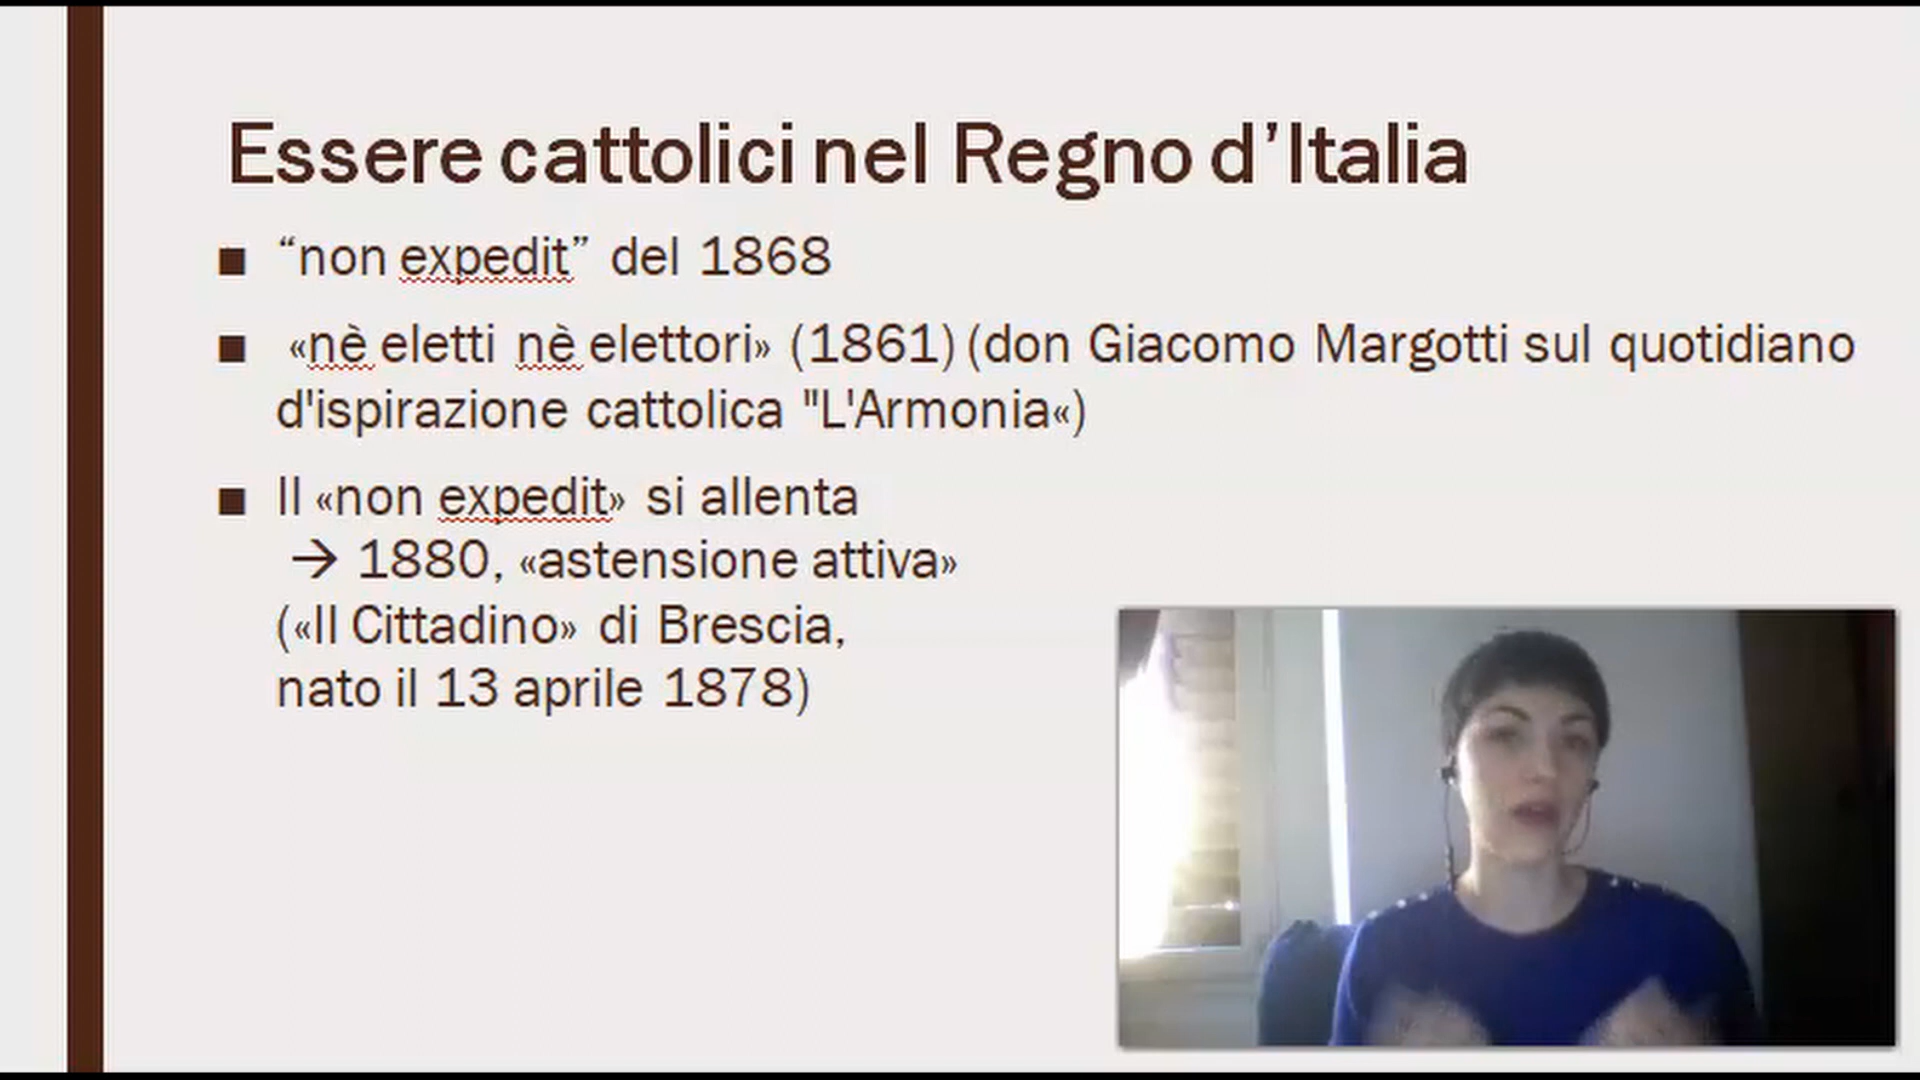 Essere cattolici nel Regno d’Italia
■ “non expedit” del 1868
■ «nè eletti nè elettori» (1861) (don Giacomo Margotti sul quotidiano
d'ispirazione cattolica "L'Armonia«)
■ Il «non expedit» si allenta
→ 1880, «astensione attiva»
(«Il Cittadino» di Brescia,
nato il 13 aprile 1878)